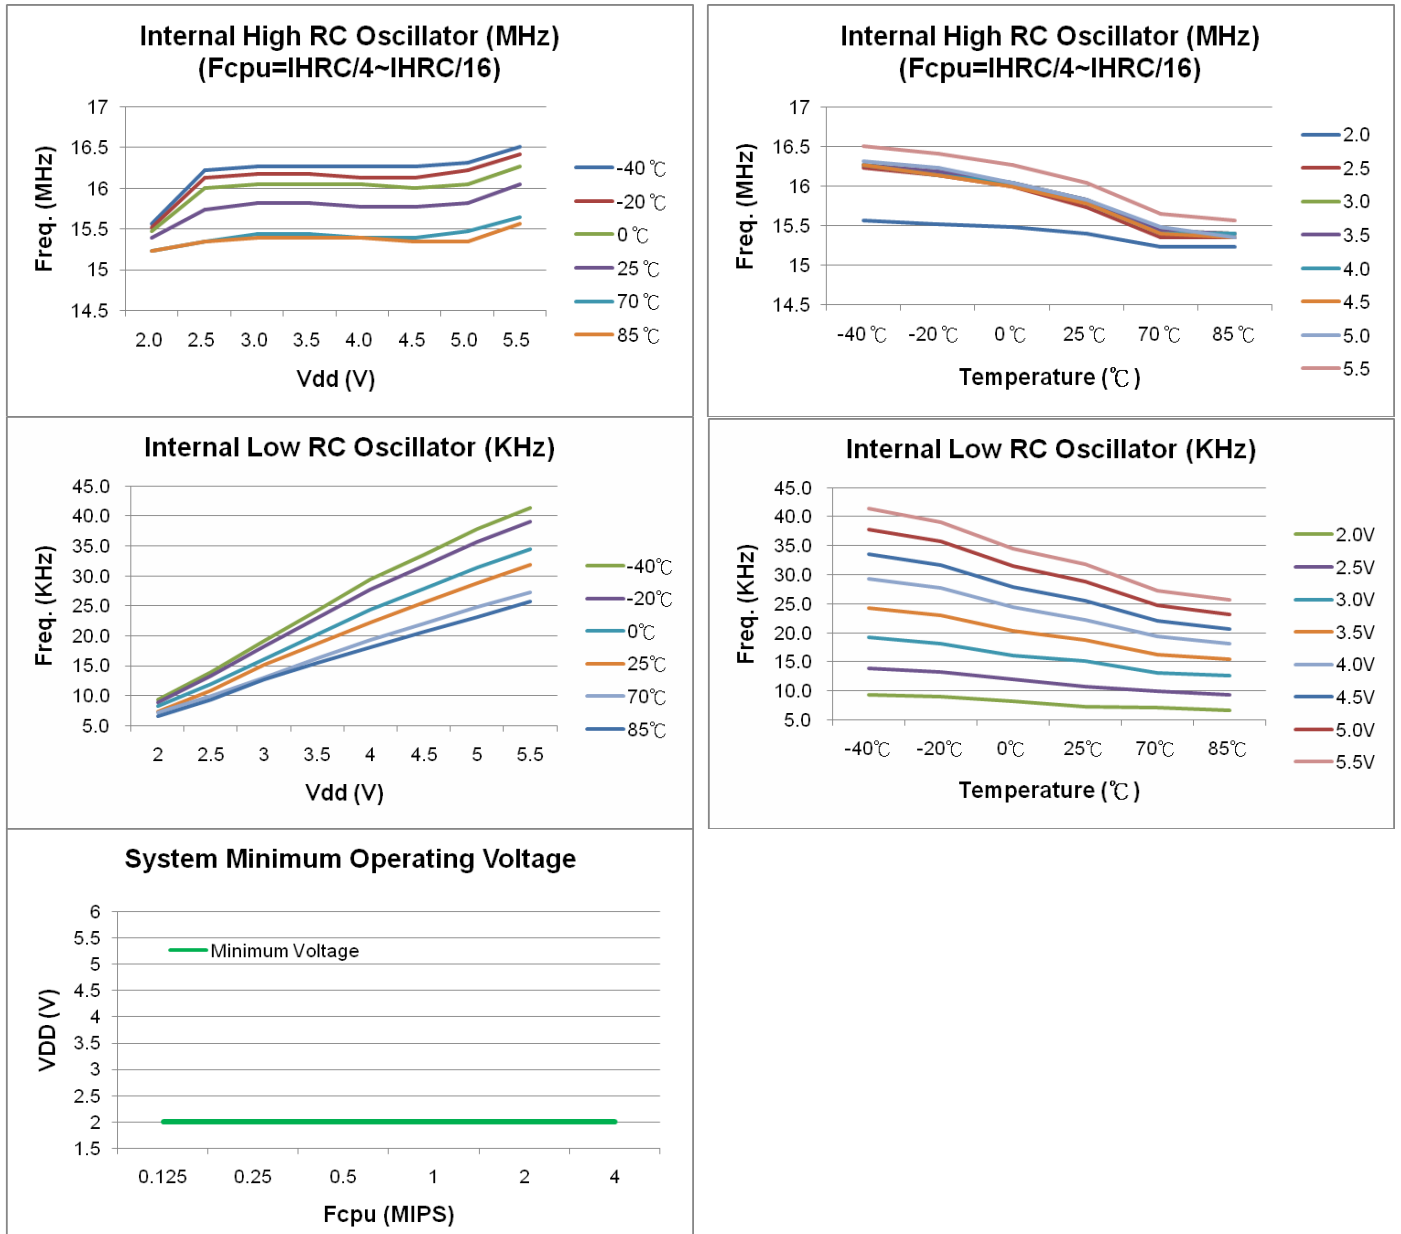 Internal High RC Oscillator (MHz)
(Fcpu=IHRC/4~IHRC/16)
17
16.5
16
15.5
15
14.5
Freq. (MHz)
2.0 2.5 3.0 3.5 4.0 4.5 5.0 5.5
Vdd (V)
-40℃
-20℃
0℃
25℃
70℃
85℃
Internal High RC Oscillator (MHz)
(Fcpu=IHRC/4~IHRC/16)
17
16.5
16
15.5
15
14.5
Freq. (MHz)
-40℃ -20℃ 0℃ 25℃ 70℃ 85℃
Temperature (℃)
2.0
2.5
3.0
3.5
4.0
4.5
5.0
5.5
Internal Low RC Oscillator (KHz)
45.0
40.0
35.0
30.0
25.0
20.0
15.0
10.0
5.0
Freq. (KHz)
2 2.5 3 3.5 4 4.5 5 5.5
Vdd (V)
-40℃
-20℃
0℃
25℃
70℃
85℃
Internal Low RC Oscillator (KHz)
45.0
40.0
35.0
30.0
25.0
20.0
15.0
10.0
5.0
Freq. (KHz)
-40℃ -20℃ 0℃ 25℃ 70℃ 85℃
Temperature (℃)
2.0V
2.5V
3.0V
3.5V
4.0V
4.5V
5.0V
5.5V
System Minimum Operating Voltage
6
5.5
5
4.5
4
3.5
3
2.5
2
1.5
VDD (V)
Minimum Voltage
0.125 0.25 0.5 1 2 4
Fcpu (MIPS)